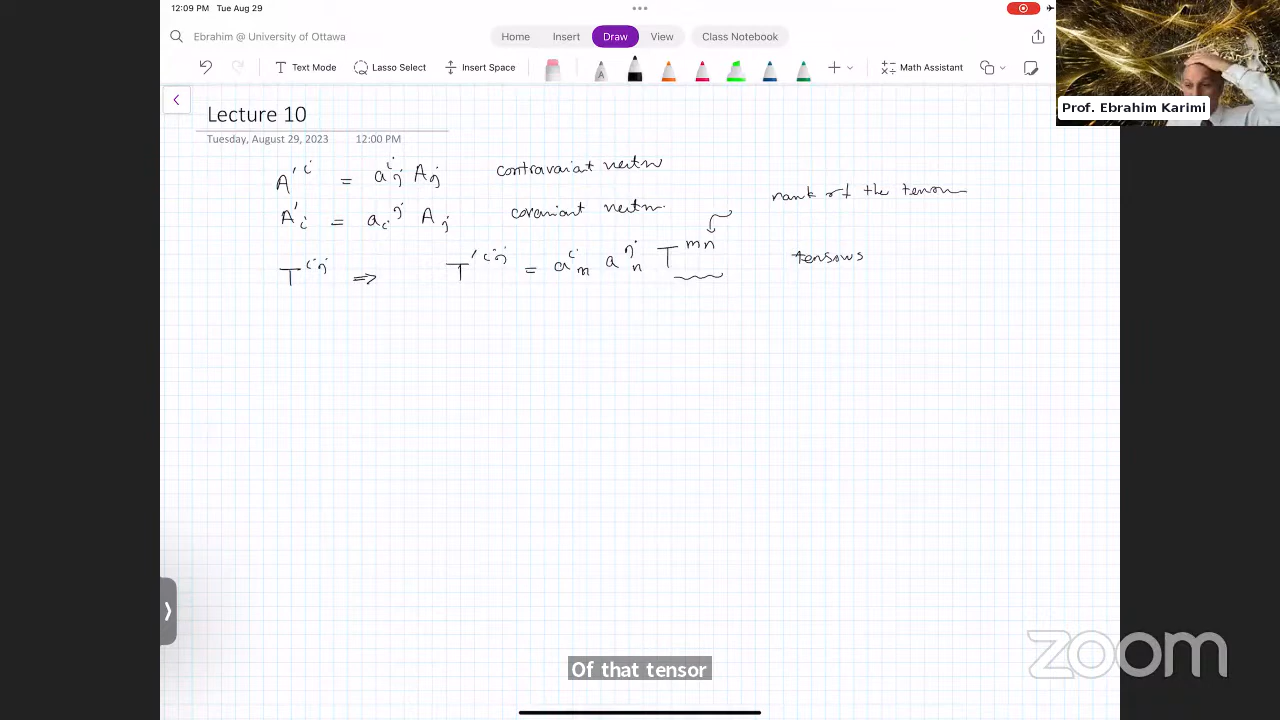 12:09 PM Tue Aug 29
Ebrahim @ University of Ottawa
Home Insert Draw View Class Notebook
Text Mode Lasso Select Insert Space Math Assistant
Prof. Ebrahim Karimi
Lecture 10
Tuesday, August 29, 2023 12:00 PM
A'^i = a^i_j A_j contravariat vector
rank of the tensor
A'_i = a_i^j A_j covariant vector
T^{ij} ⇒ T'^{ij} = a^i_m a^j_n T^{mn} tensors
Of that tensor
zoom